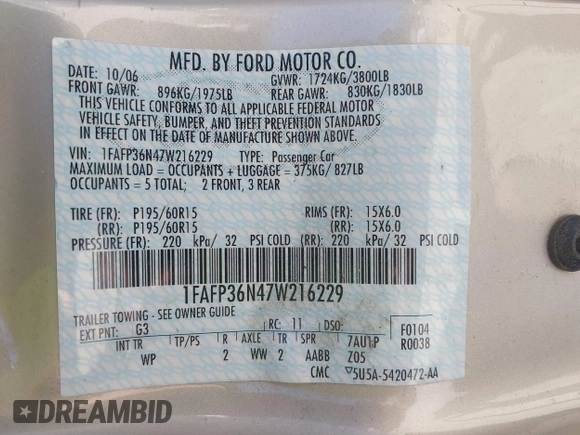 MFD. BY FORD MOTOR CO.
DATE: 10/06 GVWR: 1724KG/3800LB
FRONT GAWR: 896KG/1975LB REAR GAWR: 830KG/1830LB
THIS VEHICLE CONFORMS TO ALL APPLICABLE FEDERAL MOTOR
VEHICLE SAFETY, BUMPER, AND THEFT PREVENTION STANDARDS
IN EFFECT ON THE DATE OF MANUFACTURE SHOWN ABOVE.
VIN: 1FAFP36N47W216229 TYPE: Passenger Car
MAXIMUM LOAD = OCCUPANTS + LUGGAGE = 375KG/ 827LB
OCCUPANTS = 5 TOTAL; 2 FRONT, 3 REAR
TIRE (FR): P195/60R15 RIMS (FR): 15X6.0
(RR): P195/60R15 (RR): 15X6.0
PRESSURE (FR): 220 kPa/ 32 PSI COLD (RR): 220 kPa/ 32 PSI COLD
1FAFP36N47W216229
TRAILER TOWING - SEE OWNER GUIDE
EXT PNT: G3 RC: 11 DSO: F0104
INT TR TP/PS R AXLE TR SPR 7AU1P R0038
WP 2 WW 2 AABB Z05
CMC ▽5U5A-5420472-AA
DREAMBID